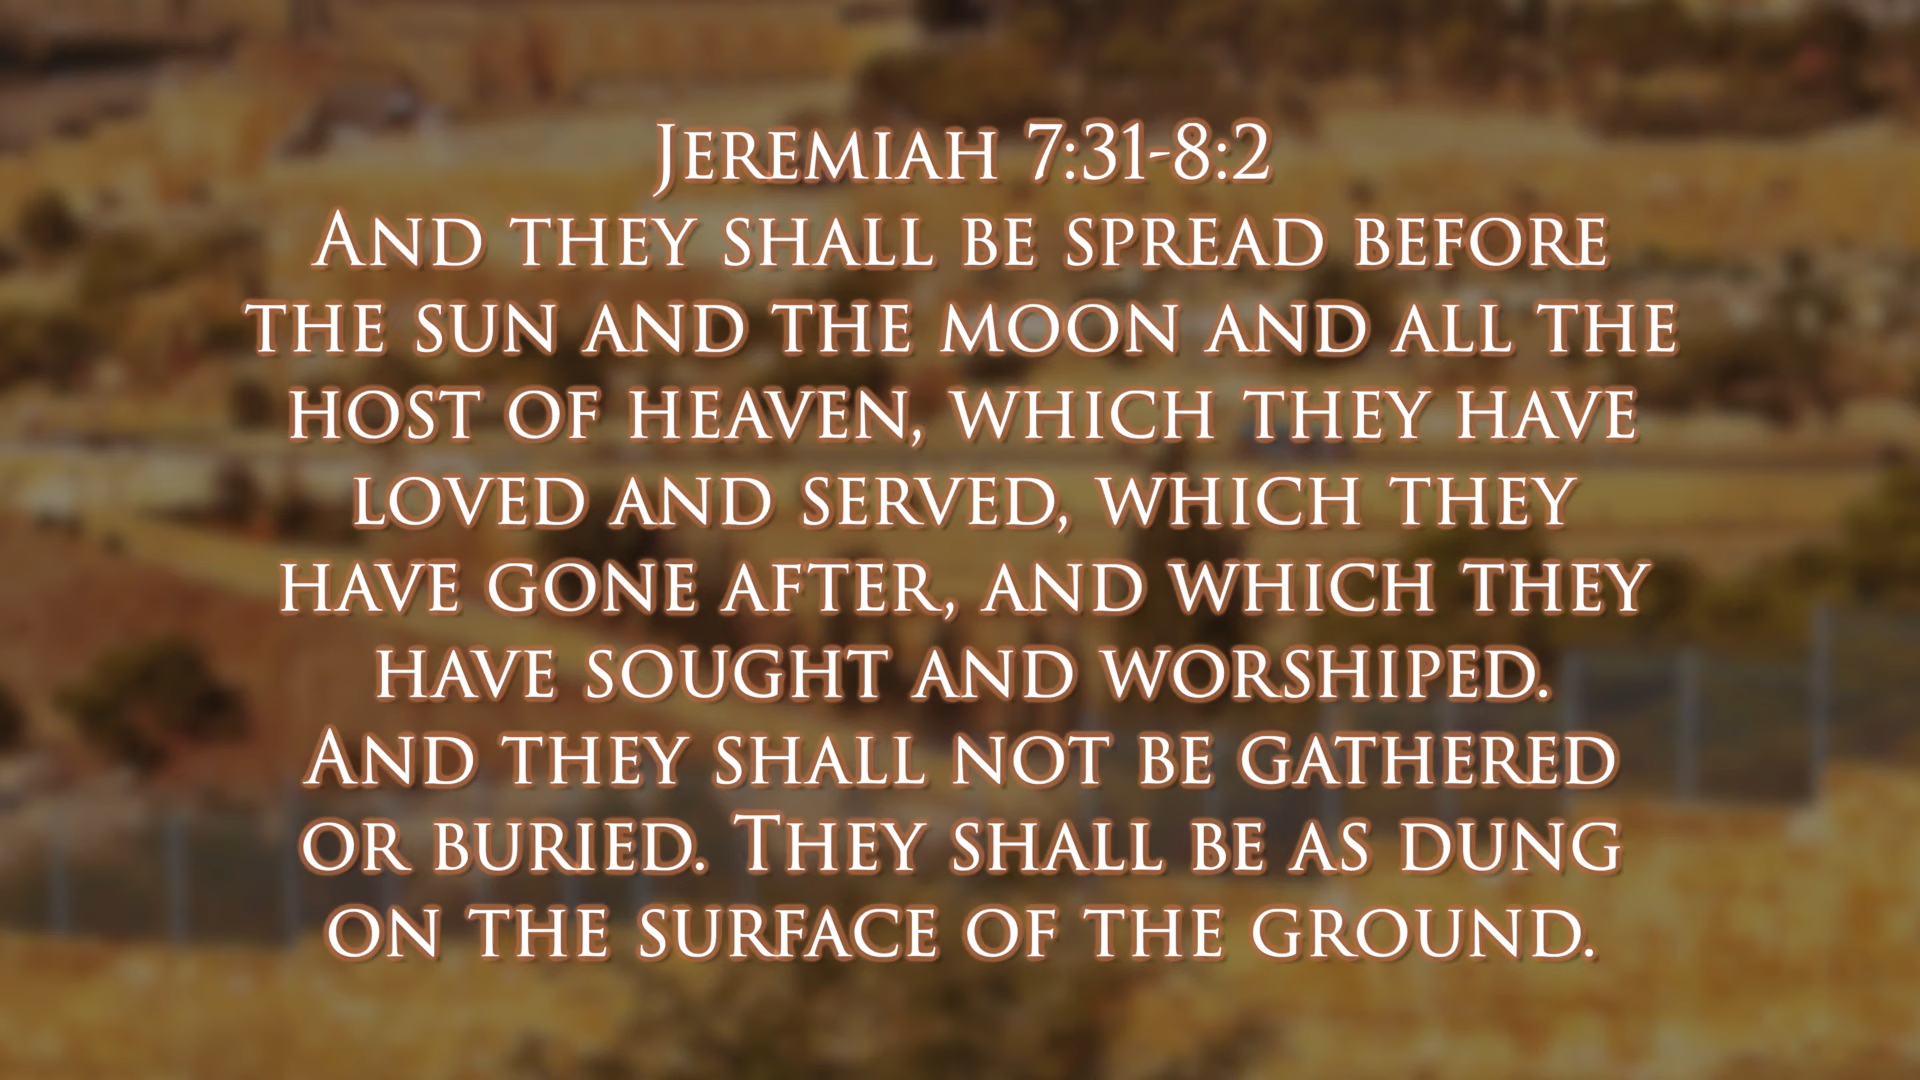 Jeremiah 7:31-8:2
And they shall be spread before
the sun and the moon and all the
host of heaven, which they have
loved and served, which they
have gone after, and which they
have sought and worshiped.
And they shall not be gathered
or buried. They shall be as dung
on the surface of the ground.